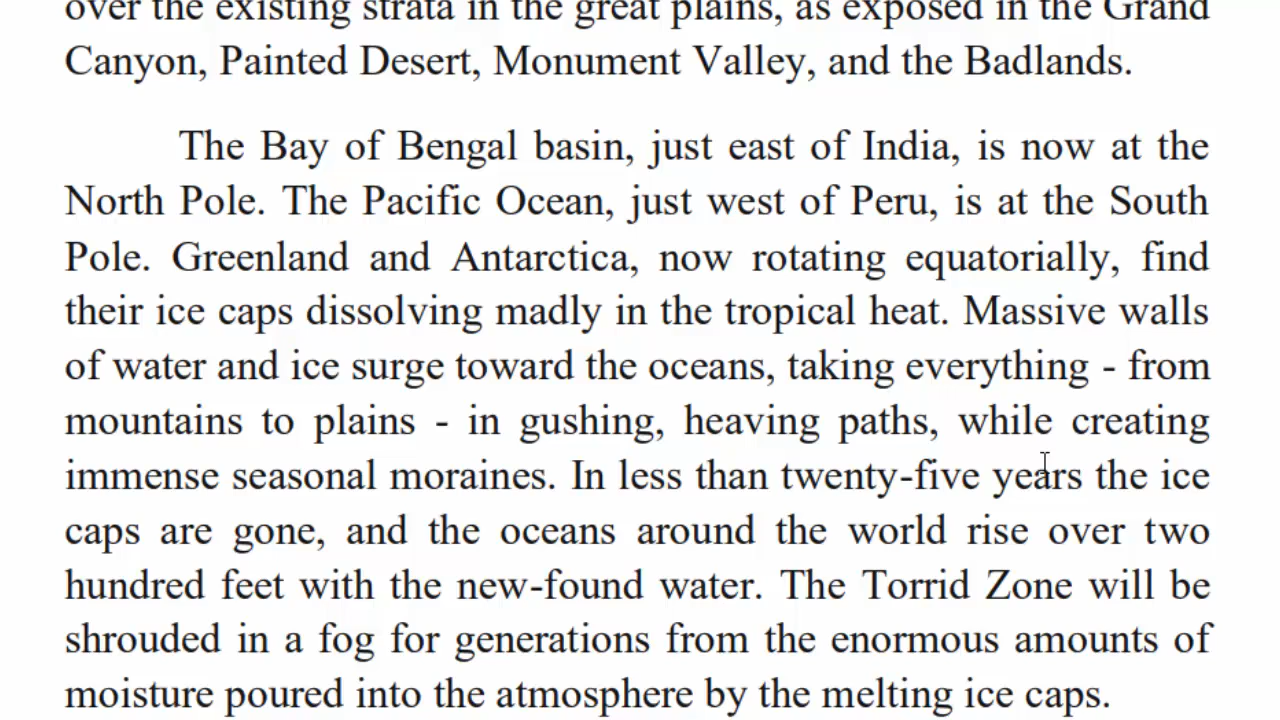 over the existing strata in the great plains, as exposed in the Grand
Canyon, Painted Desert, Monument Valley, and the Badlands.
The Bay of Bengal basin, just east of India, is now at the
North Pole. The Pacific Ocean, just west of Peru, is at the South
Pole. Greenland and Antarctica, now rotating equatorially, find
their ice caps dissolving madly in the tropical heat. Massive walls
of water and ice surge toward the oceans, taking everything - from
mountains to plains - in gushing, heaving paths, while creating
immense seasonal moraines. In less than twenty-five years the ice
caps are gone, and the oceans around the world rise over two
hundred feet with the new-found water. The Torrid Zone will be
shrouded in a fog for generations from the enormous amounts of
moisture poured into the atmosphere by the melting ice caps.